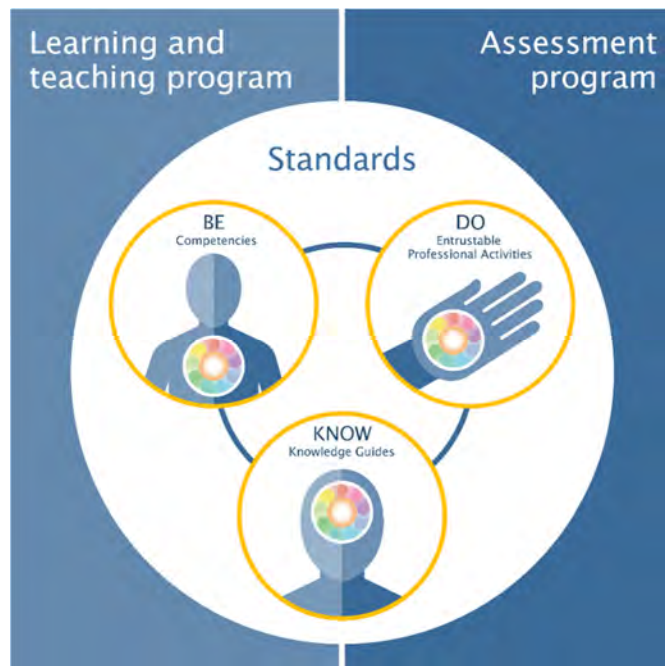 Learning and
teaching program
Assessment
program
Standards
BE
Competencies
DO
Entrustable
Professional Activities
KNOW
Knowledge Guides